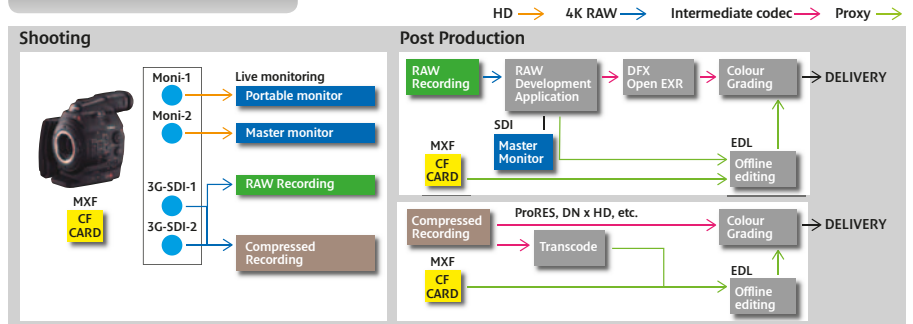 HD
4K RAW
Intermediate codec
Proxy
Shooting
Moni-1
Moni-2
3G-SDI-1
3G-SDI-2
MXF
CF
CARD
Live monitoring
Portable monitor
Master monitor
RAW Recording
Compressed
Recording
Post Production
RAW
Recording
RAW
Development
Application
DFX
Open EXR
Colour
Grading
DELIVERY
SDI
Master
Monitor
MXF
CF
CARD
EDL
Offline
editing
Compressed
Recording
ProRES, DN x HD, etc.
Transcode
Colour
Grading
DELIVERY
MXF
CF
CARD
EDL
Offline
editing